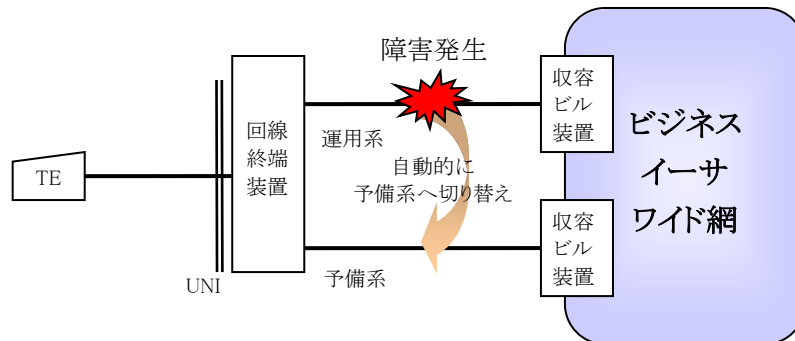 障害発生
収容
ビル
装置
回線
終端
装置
運用系
自動的に
予備系へ切り替え
TE
ビジネス
イーサ
ワイド網
収容
ビル
装置
UNI
予備系